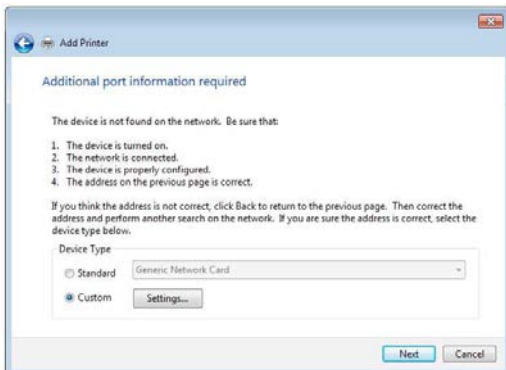 Add Printer
Additional port information required
The device is not found on the network. Be sure that:
1. The device is turned on.
2. The network is connected.
3. The device is properly configured.
4. The address on the previous page is correct.
If you think the address is not correct, click Back to return to the previous page. Then correct the
address and perform another search on the network. If you are sure the address is correct, select the
device type below.
Device Type
Standard
Generic Network Card
Custom
Settings...
Next
Cancel